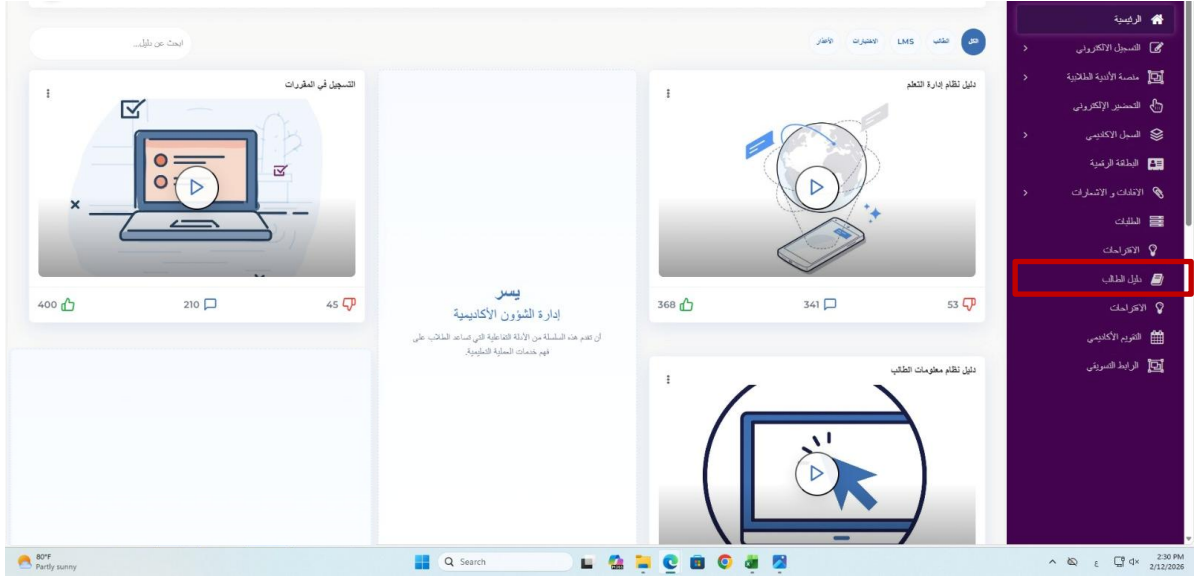 الرئيسية
التسجيل الالكتروني
منصة الأندية الطلابية
التحضير الإلكتروني
السجل الاكاديمي
البطاقة الرقمية
الافادات و الاشعارات
الطلبات
الاقتراحات
دليل الطالب
الاقتراحات
التقويم الأكاديمي
الرابط التسويقي
الكل
الطالب
LMS
الاختبارات
الأعذار
ابحث عن دليل...
دليل نظام إدارة التعلم
53
341
368
يسر
إدارة الشؤون الأكاديمية
أن تقدم هذه السلسلة من الأدلة التفاعلية التي تساعد الطلاب على
فهم خدمات العملية التعليمية.
التسجيل في المقررات
45
210
400
دليل نظام معلومات الطالب
80°F
Partly sunny
Search
ع
2:30 PM
2/12/2026